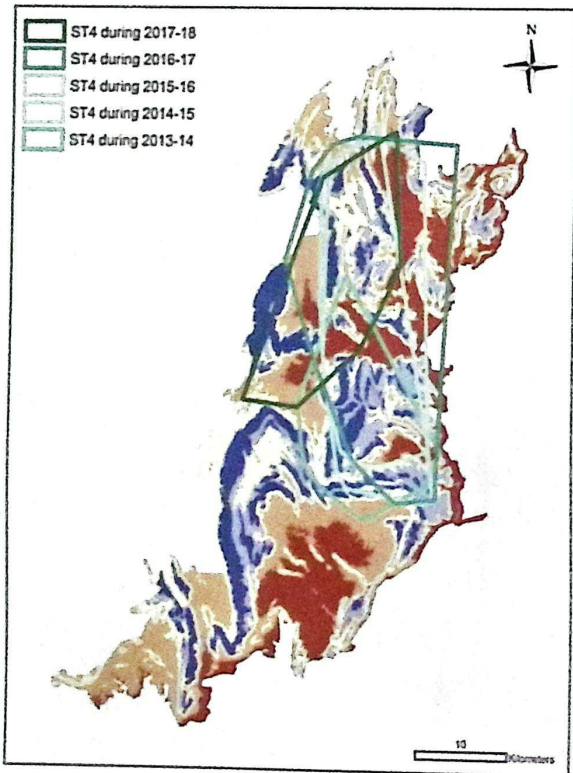 ST4 during 2017-18
ST4 during 2016-17
ST4 during 2015-16
ST4 during 2014-15
ST4 during 2013-14
N
10
Kilometers